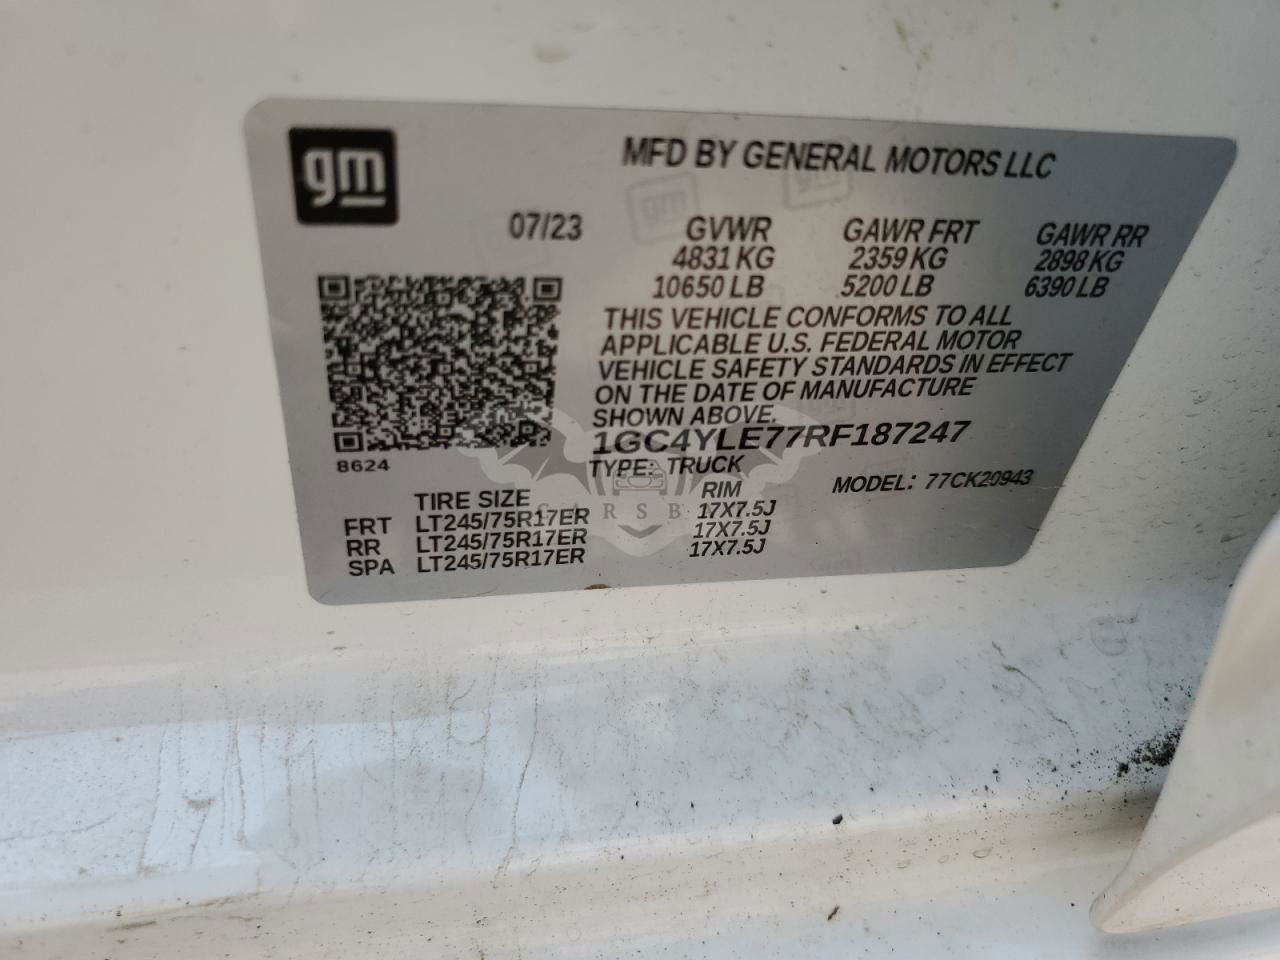 gm
MFD BY GENERAL MOTORS LLC
07/23 GVWR GAWR FRT GAWR RR
4831 KG 2359 KG 2898 KG
10650 LB 5200 LB 6390 LB
THIS VEHICLE CONFORMS TO ALL
APPLICABLE U.S. FEDERAL MOTOR
VEHICLE SAFETY STANDARDS IN EFFECT
ON THE DATE OF MANUFACTURE
SHOWN ABOVE.
1GC4YLE77RF187247
8624 TYPE: TRUCK MODEL: 77CK20943
TIRE SIZE RIM
FRT LT245/75R17ER 17X7.5J
RR LT245/75R17ER 17X7.5J
SPA LT245/75R17ER 17X7.5J